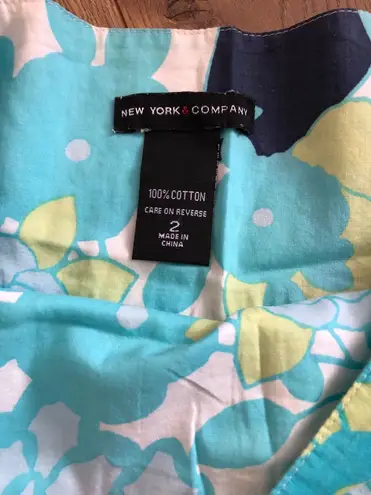 NEW YORK & COMPANY
100% COTTON
CARE ON REVERSE
2
MADE IN
CHINA